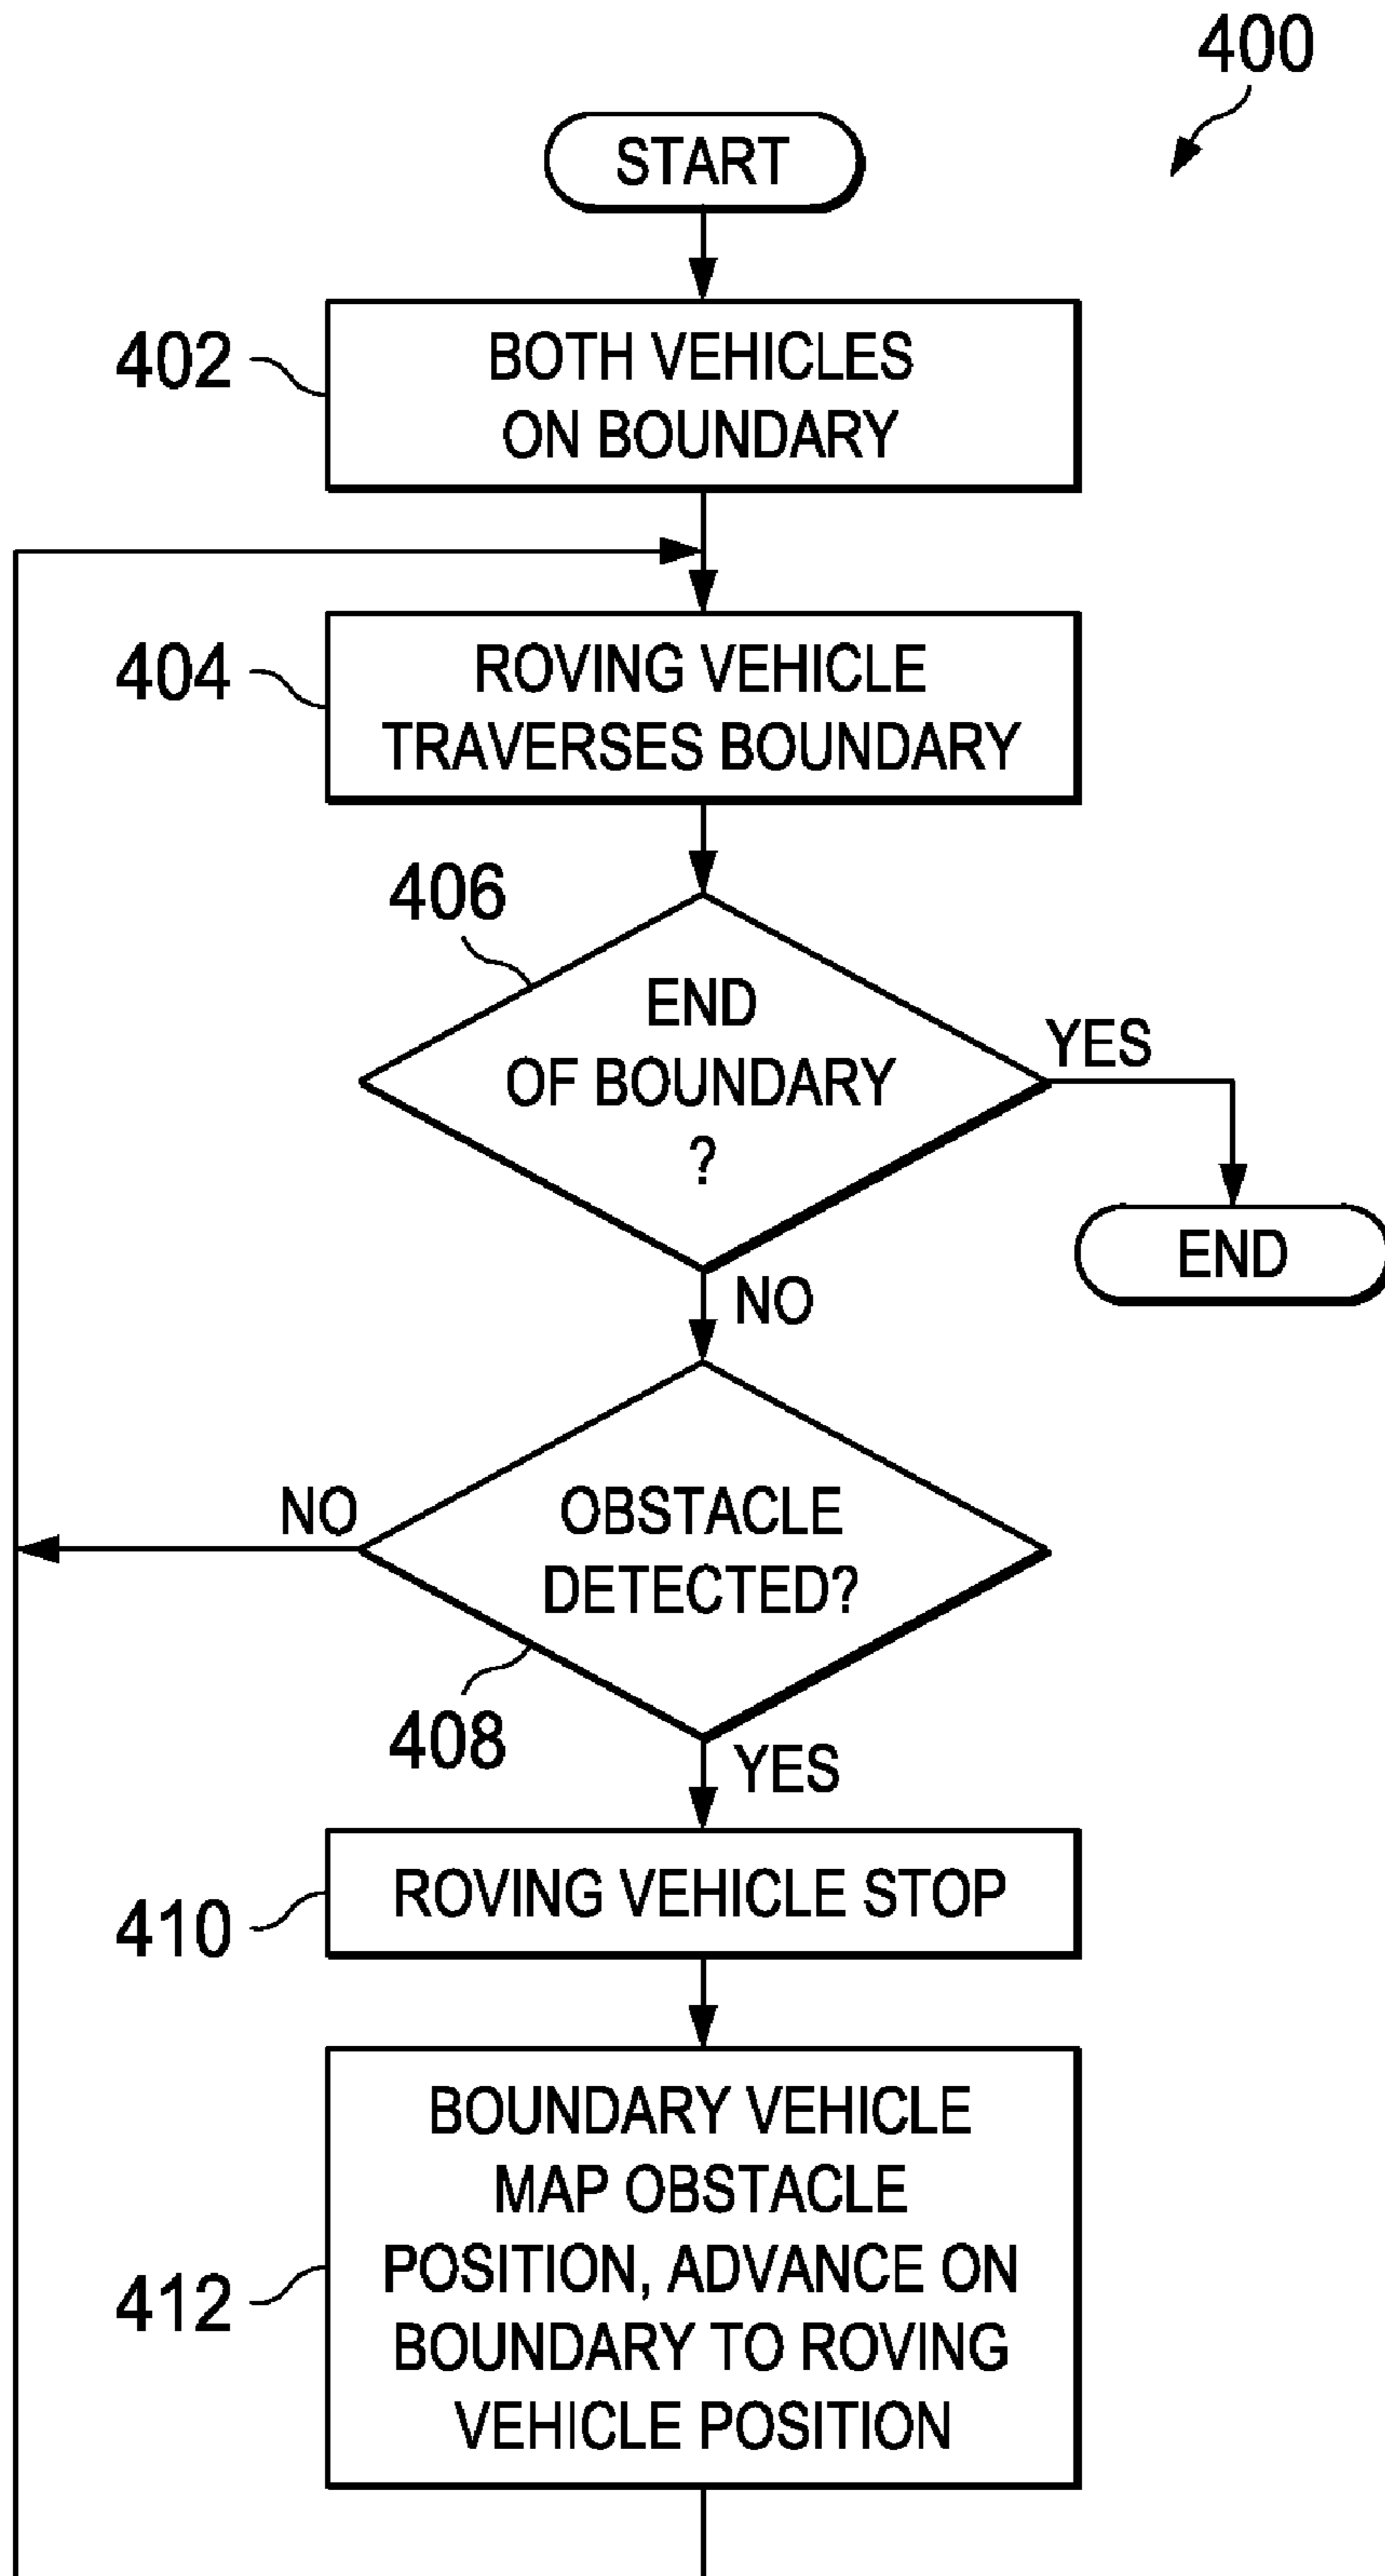 400
START
402
BOTH VEHICLES
ON BOUNDARY
404
ROVING VEHICLE
TRAVERSES BOUNDARY
406
END
OF BOUNDARY
?
YES
END
NO
NO
OBSTACLE
DETECTED?
408
YES
410
ROVING VEHICLE STOP
412
BOUNDARY VEHICLE
MAP OBSTACLE
POSITION, ADVANCE ON
BOUNDARY TO ROVING
VEHICLE POSITION